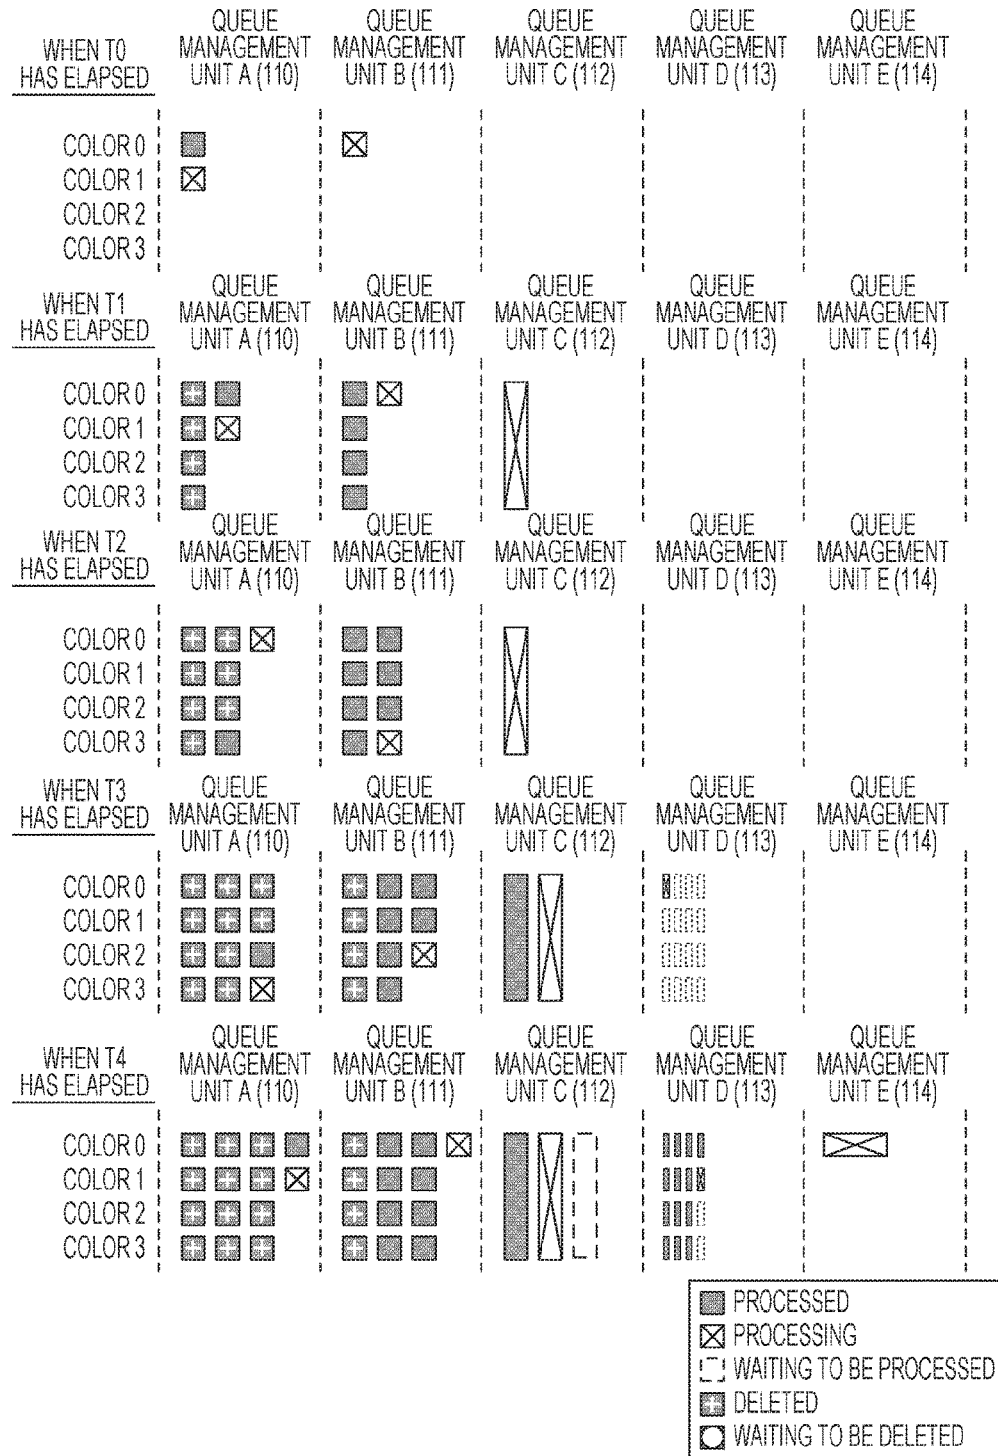 WHEN T0
HAS ELAPSED
QUEUE
MANAGEMENT
UNIT A (110)
QUEUE
MANAGEMENT
UNIT B (111)
QUEUE
MANAGEMENT
UNIT C (112)
QUEUE
MANAGEMENT
UNIT D (113)
QUEUE
MANAGEMENT
UNIT E (114)
COLOR 0
COLOR 1
COLOR 2
COLOR 3
WHEN T1
HAS ELAPSED
QUEUE
MANAGEMENT
UNIT A (110)
QUEUE
MANAGEMENT
UNIT B (111)
QUEUE
MANAGEMENT
UNIT C (112)
QUEUE
MANAGEMENT
UNIT D (113)
QUEUE
MANAGEMENT
UNIT E (114)
COLOR 0
COLOR 1
COLOR 2
COLOR 3
WHEN T2
HAS ELAPSED
QUEUE
MANAGEMENT
UNIT A (110)
QUEUE
MANAGEMENT
UNIT B (111)
QUEUE
MANAGEMENT
UNIT C (112)
QUEUE
MANAGEMENT
UNIT D (113)
QUEUE
MANAGEMENT
UNIT E (114)
COLOR 0
COLOR 1
COLOR 2
COLOR 3
WHEN T3
HAS ELAPSED
QUEUE
MANAGEMENT
UNIT A (110)
QUEUE
MANAGEMENT
UNIT B (111)
QUEUE
MANAGEMENT
UNIT C (112)
QUEUE
MANAGEMENT
UNIT D (113)
QUEUE
MANAGEMENT
UNIT E (114)
COLOR 0
COLOR 1
COLOR 2
COLOR 3
WHEN T4
HAS ELAPSED
QUEUE
MANAGEMENT
UNIT A (110)
QUEUE
MANAGEMENT
UNIT B (111)
QUEUE
MANAGEMENT
UNIT C (112)
QUEUE
MANAGEMENT
UNIT D (113)
QUEUE
MANAGEMENT
UNIT E (114)
COLOR 0
COLOR 1
COLOR 2
COLOR 3
PROCESSED
PROCESSING
WAITING TO BE PROCESSED
DELETED
WAITING TO BE DELETED